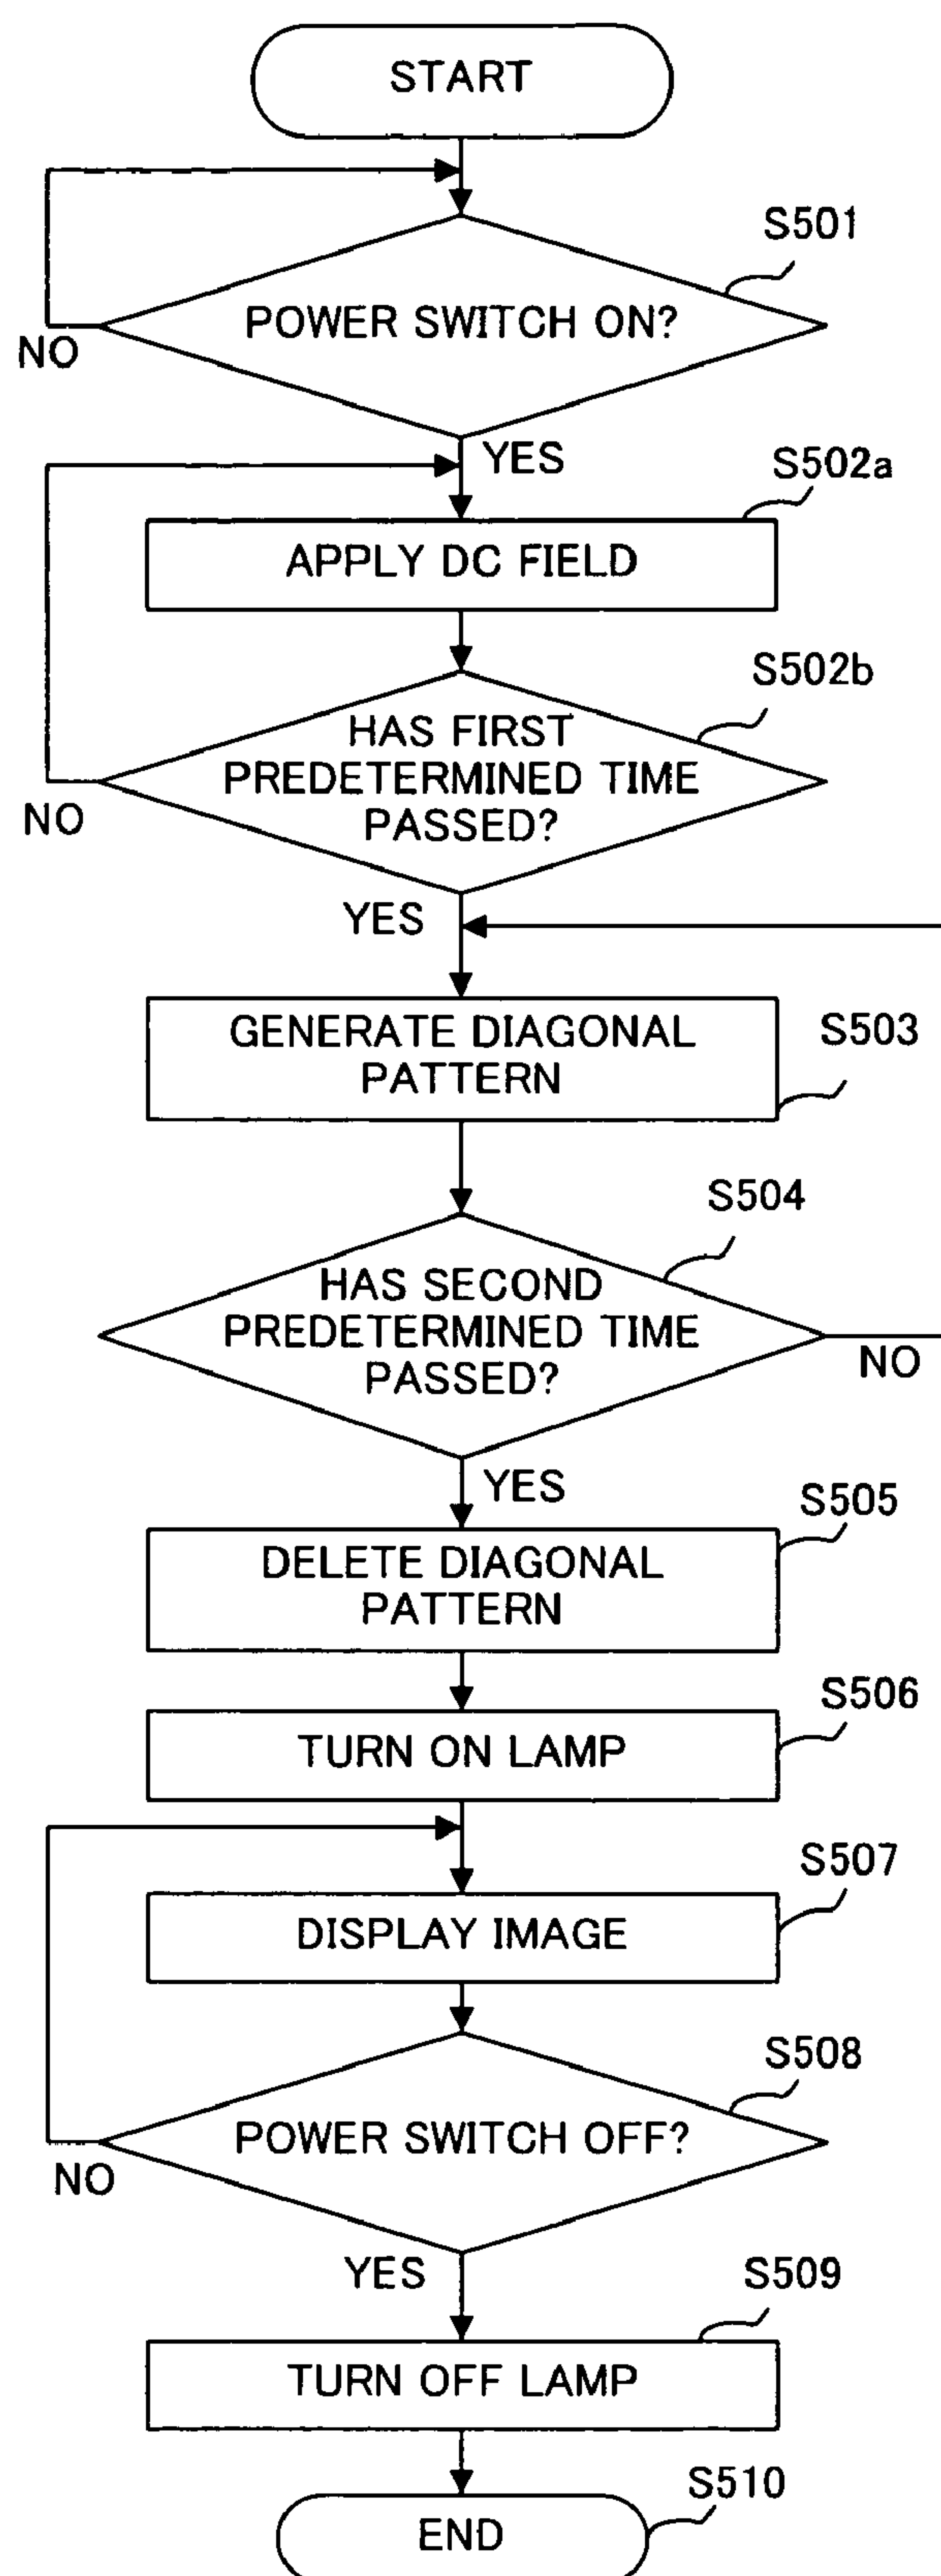 START
S501
POWER SWITCH ON?
NO
YES
S502a
APPLY DC FIELD
S502b
HAS FIRST
PREDETERMINED TIME
PASSED?
NO
YES
GENERATE DIAGONAL
PATTERN
S503
S504
HAS SECOND
PREDETERMINED TIME
PASSED?
NO
YES
S505
DELETE DIAGONAL
PATTERN
S506
TURN ON LAMP
S507
DISPLAY IMAGE
S508
POWER SWITCH OFF?
NO
YES
S509
TURN OFF LAMP
S510
END